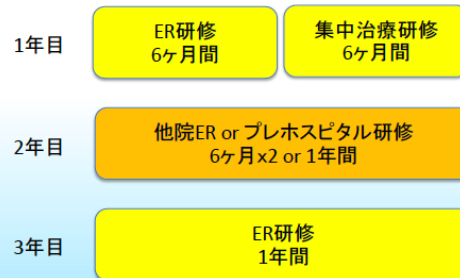 1年目
ER研修
6ヶ月間
集中治療研修
6ヶ月間
2年目
他院ER or プレホスピタル研修
6ヶ月x2 or 1年間
3年目
ER研修
1年間